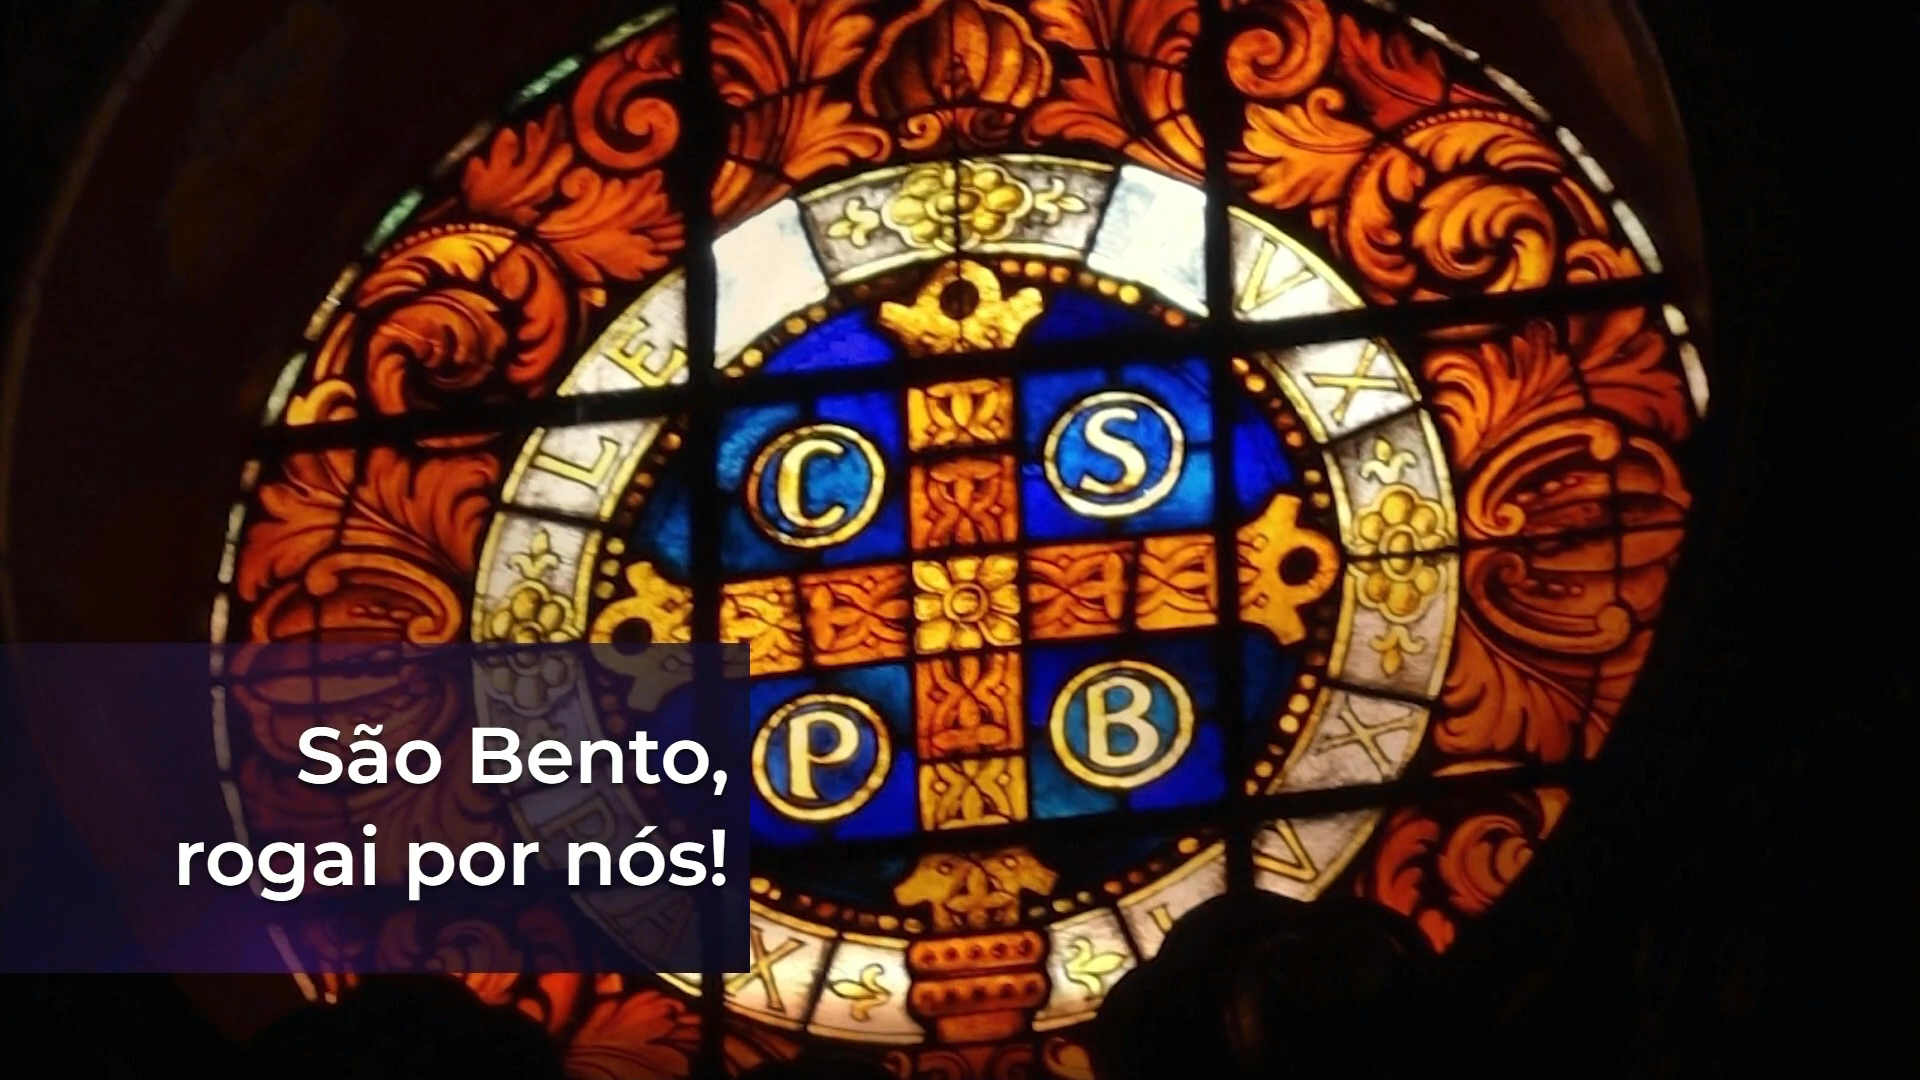 C S
P B
L E
V X
X V
P A X
São Bento,
rogai por nós!